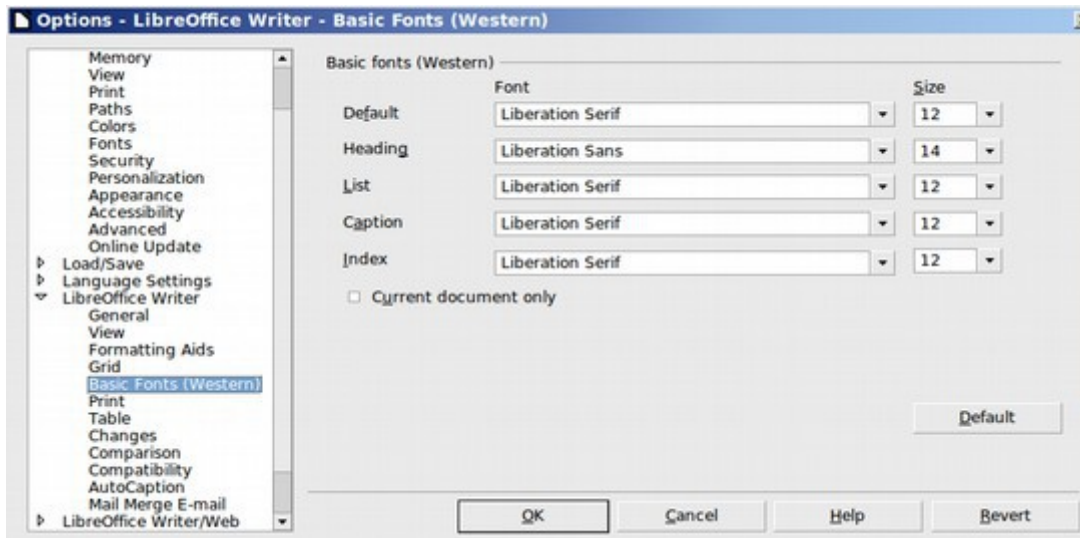 Options - LibreOffice Writer - Basic Fonts (Western)
Memory
View
Print
Paths
Colors
Fonts
Security
Personalization
Appearance
Accessibility
Advanced
Online Update
Load/Save
Language Settings
LibreOffice Writer
General
View
Formatting Aids
Grid
Basic Fonts (Western)
Print
Table
Changes
Comparison
Compatibility
AutoCaption
Mail Merge E-mail
LibreOffice Writer/Web
Basic fonts (Western)
Font Size
Default Liberation Serif 12
Heading Liberation Sans 14
List Liberation Serif 12
Caption Liberation Serif 12
Index Liberation Serif 12
Current document only
Default
OK Cancel Help Revert